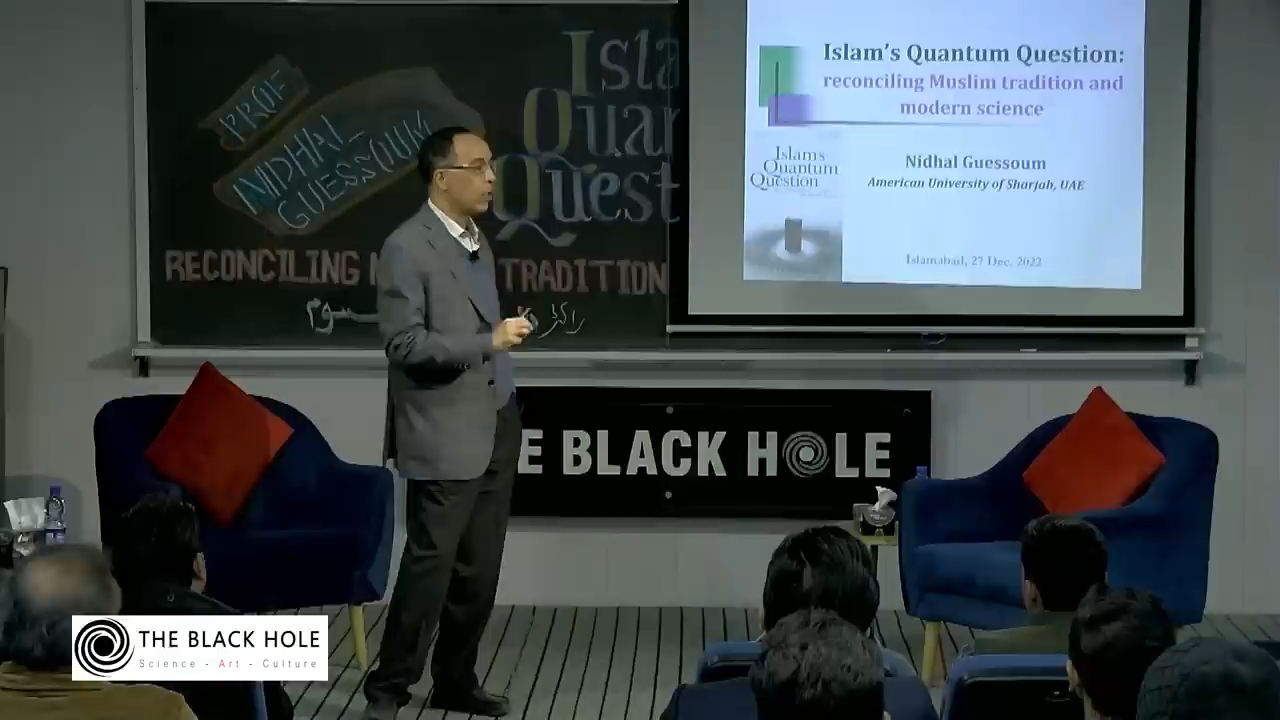 PROF
NIDHAL
GUESSOUM
Isla
Quan
Quest
RECONCILING
TRADITION
Islam's Quantum Question:
reconciling Muslim tradition and
modern science
Nidhal Guessoum
American University of Sharjah, UAE
Islam's
Quantum
Question
Islamabad, 27 Dec. 2022
E BLACK HOLE
THE BLACK HOLE
Science - Art - Culture